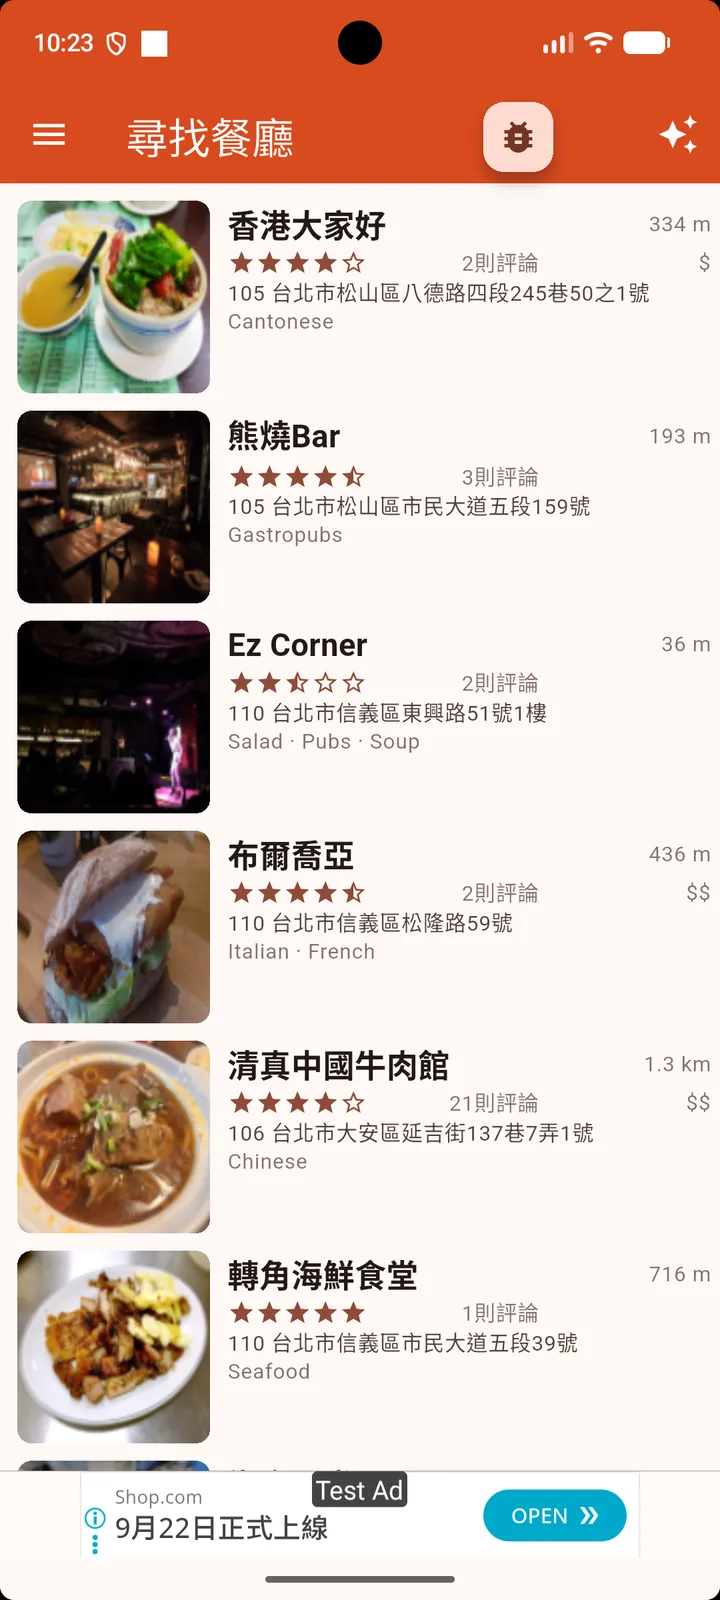 10:23
尋找餐廳
香港大家好
334 m
2則評論
$
105 台北市松山區八德路四段245巷50之1號
Cantonese
熊燒Bar
193 m
3則評論
105 台北市松山區市民大道五段159號
Gastropubs
Ez Corner
36 m
2則評論
110 台北市信義區東興路51號1樓
Salad · Pubs · Soup
布爾喬亞
436 m
2則評論
$$
110 台北市信義區松隆路59號
Italian · French
清真中國牛肉館
1.3 km
21則評論
$$
106 台北市大安區延吉街137巷7弄1號
Chinese
轉角海鮮食堂
716 m
1則評論
110 台北市信義區市民大道五段39號
Seafood
Test Ad
Shop.com
9月22日正式上線
OPEN